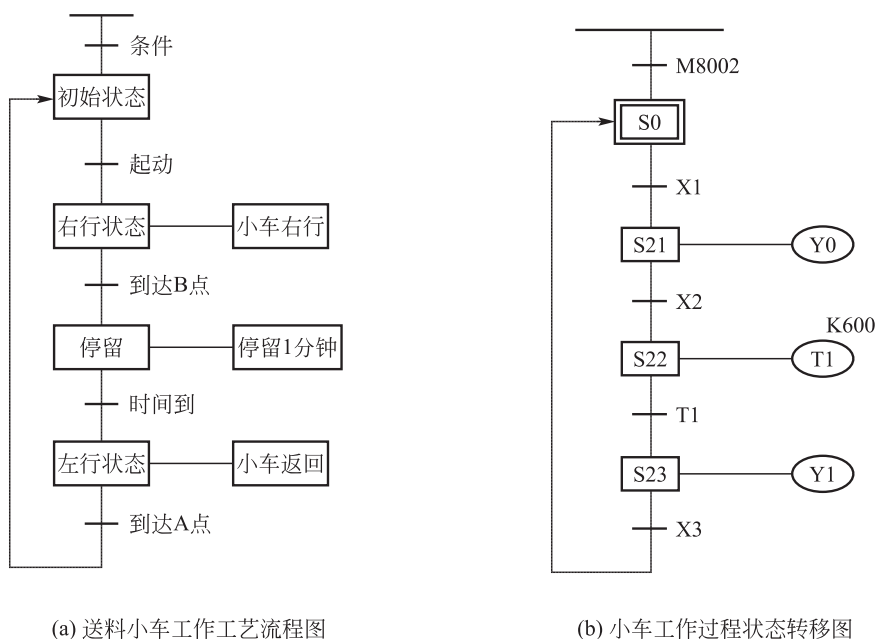 条件
初始状态
起动
右行状态
小车右行
到达B点
停留
停留1分钟
时间到
左行状态
小车返回
到达A点
(a) 送料小车工作工艺流程图
M8002
S0
X1
S21
Y0
X2
K600
S22
T1
T1
S23
Y1
X3
(b) 小车工作过程状态转移图